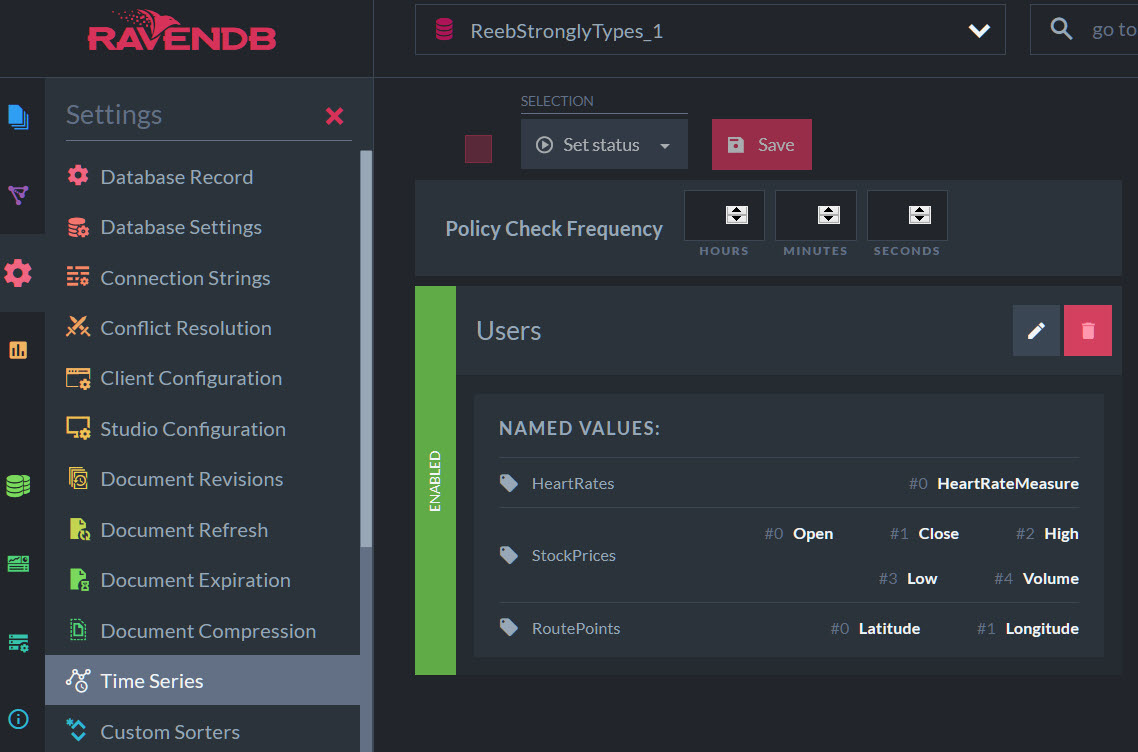 RAVENDB
ReebStronglyTypes_1
go to
Settings
Database Record
Database Settings
Connection Strings
Conflict Resolution
Client Configuration
Studio Configuration
Document Revisions
Document Refresh
Document Expiration
Document Compression
Time Series
Custom Sorters
SELECTION
Set status
Save
Policy Check Frequency
HOURS MINUTES SECONDS
ENABLED
Users
NAMED VALUES:
HeartRates #0 HeartRateMeasure
#0 Open #1 Close #2 High
StockPrices
#3 Low #4 Volume
RoutePoints #0 Latitude #1 Longitude